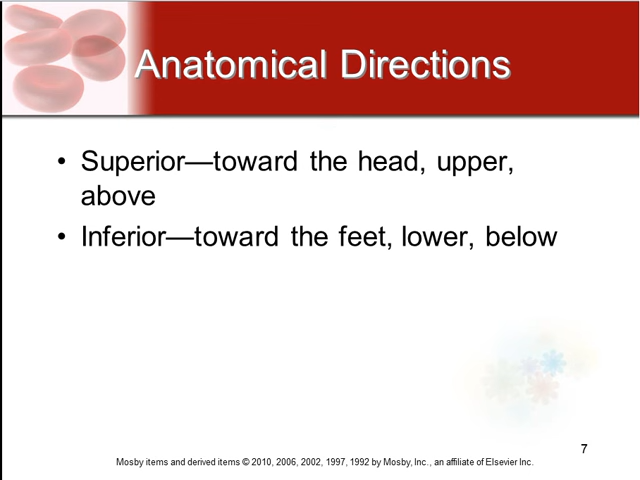 Anatomical Directions
• Superior—toward the head, upper,
above
• Inferior—toward the feet, lower, below
7
Mosby items and derived items © 2010, 2006, 2002, 1997, 1992 by Mosby, Inc., an affiliate of Elsevier Inc.